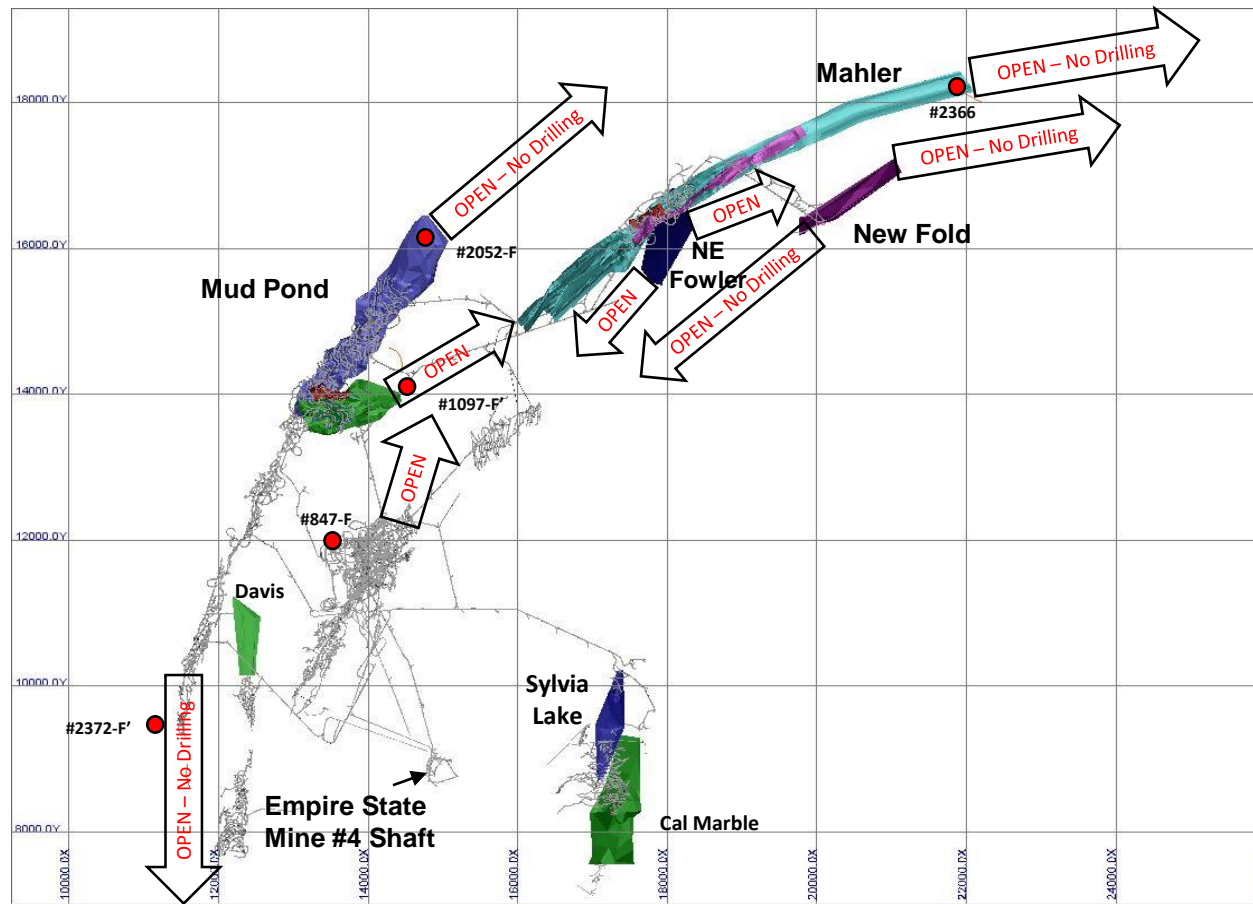 OPEN – No Drilling
Mahler
18000.0Y
#2366
OPEN – No Drilling
OPEN – No Drilling
OPEN
New Fold
NE
Fowler
16000.0Y
#2052-F
Mud Pond
OPEN
OPEN – No Drilling
OPEN
14000.0Y
#1097-F'
OPEN
#847-F
12000.0Y
Davis
10000.0Y
Sylvia
Lake
#2372-F’
OPEN – No Drilling
Empire State
Mine #4 Shaft
Cal Marble
8000.0Y
10000.0X
12000.0X
14000.0X
16000.0X
18000.0X
20000.0X
22000.0X
24000.0X